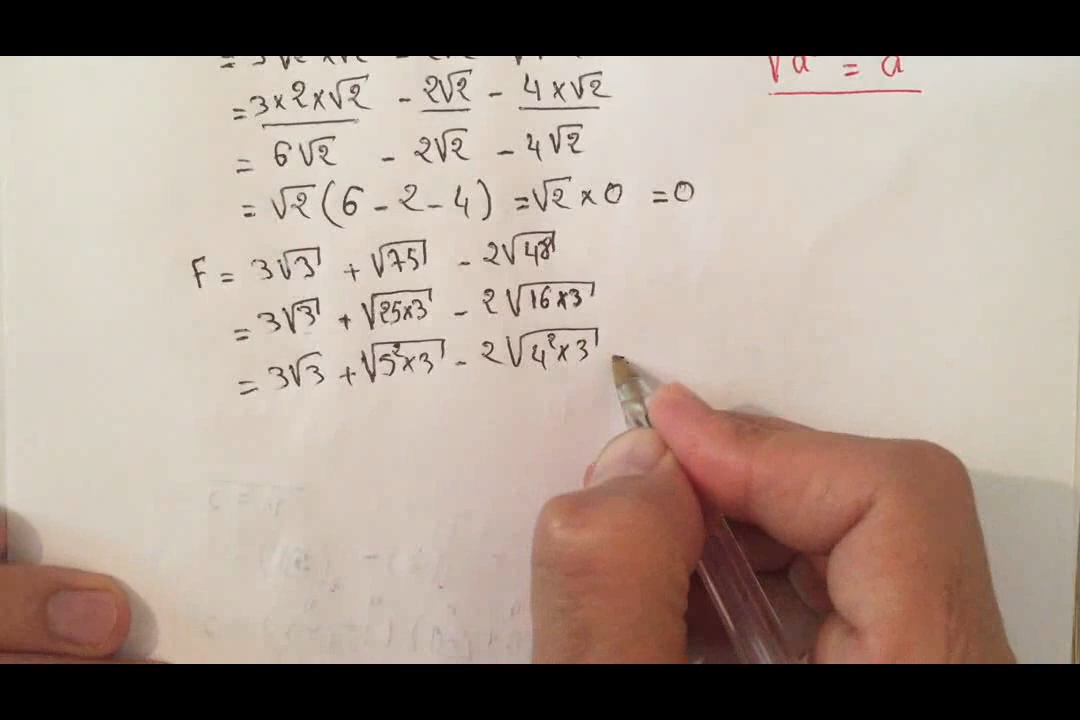 √a² = a
= 3×2×√2 - 2√2 - 4×√2
= 6√2 - 2√2 - 4√2
= √2(6-2-4) = √2×0 = 0
F = 3√3 + √75 - 2√48
= 3√3 + √25×3 - 2√16×3
= 3√3 + √5²×3 - 2√4²×3